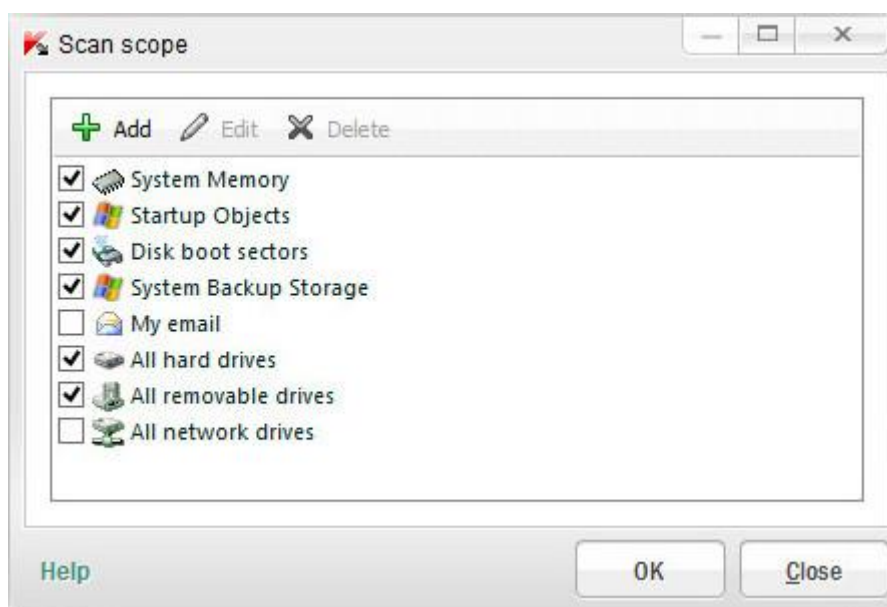 Scan scope
Add Edit Delete
System Memory
Startup Objects
Disk boot sectors
System Backup Storage
My email
All hard drives
All removable drives
All network drives
Help OK Close